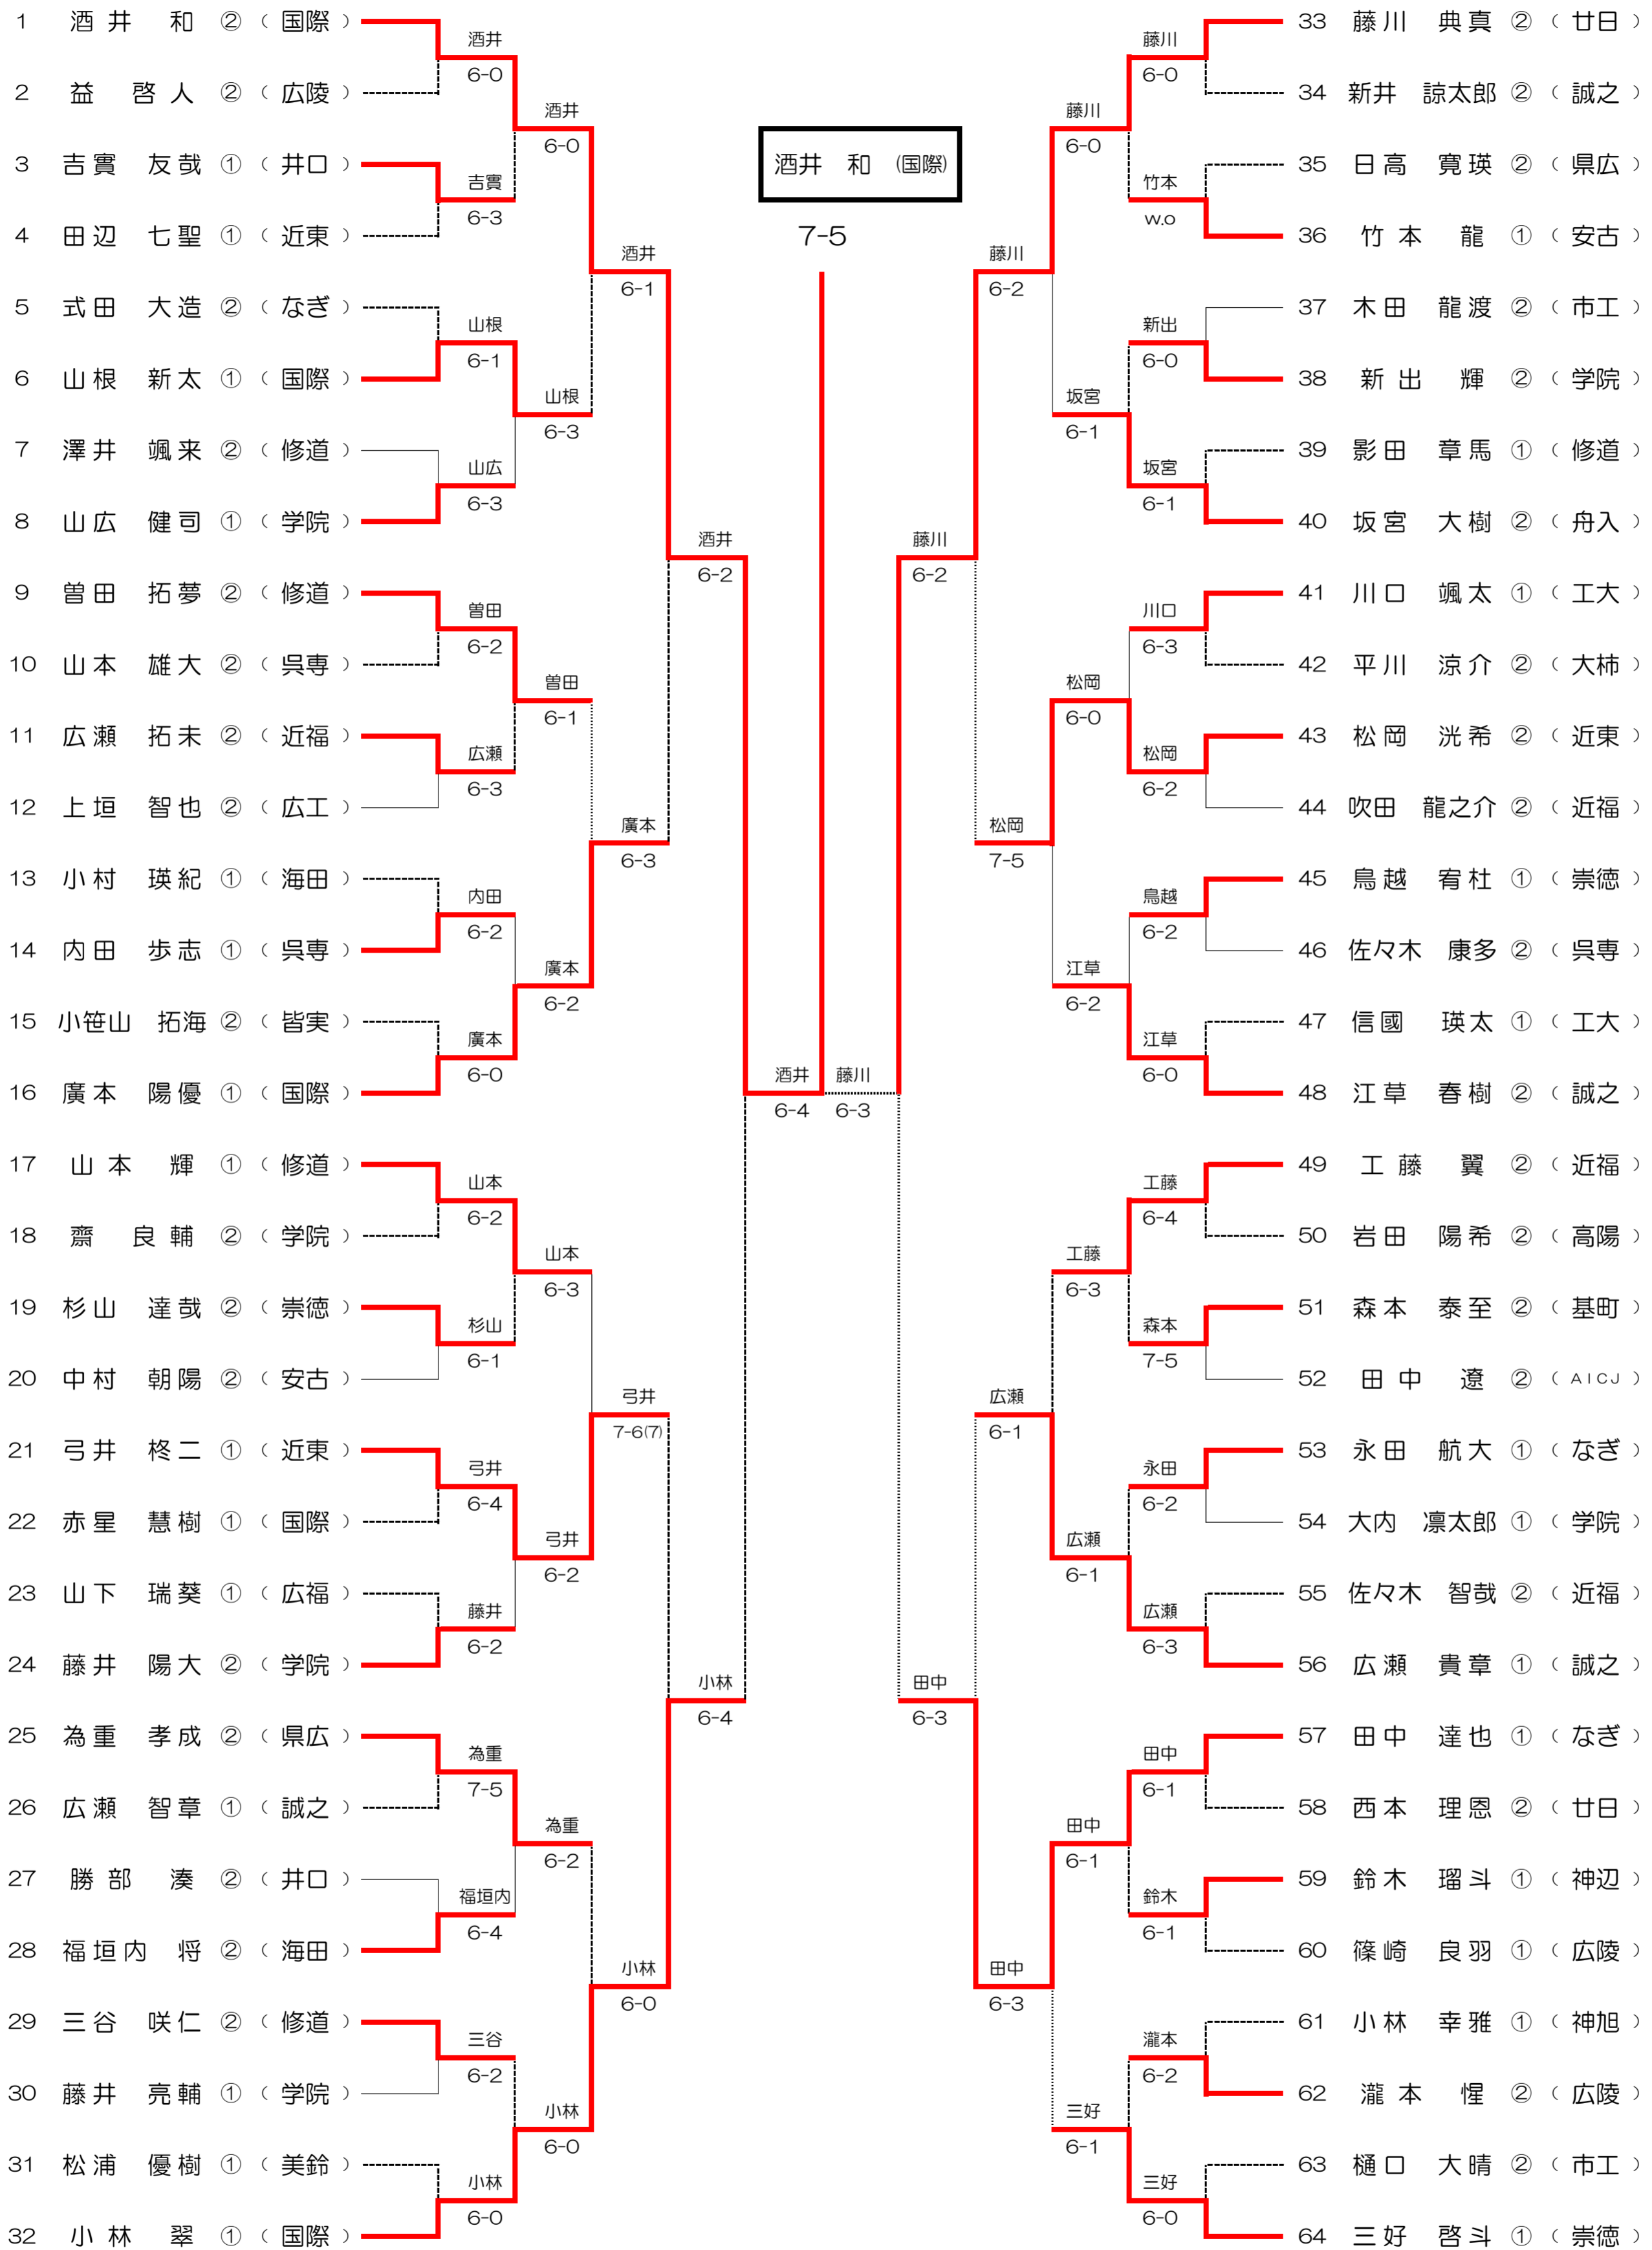 1 酒井 和 ② （ 国際 ）
2 益 啓人 ② （ 広陵 ）
3 吉實 友哉 ① （ 井口 ）
4 田辺 七聖 ① （ 近東 ）
5 式田 大造 ② （ なぎ ）
6 山根 新太 ① （ 国際 ）
7 澤井 颯来 ② （ 修道 ）
8 山広 健司 ① （ 学院 ）
9 曽田 拓夢 ② （ 修道 ）
10 山本 雄大 ② （ 呉専 ）
11 広瀬 拓未 ② （ 近福 ）
12 上垣 智也 ② （ 広工 ）
13 小村 瑛紀 ① （ 海田 ）
14 内田 歩志 ① （ 呉専 ）
15 小笹山 拓海 ② （ 皆実 ）
16 廣本 陽優 ① （ 国際 ）
17 山本 輝 ① （ 修道 ）
18 齋 良輔 ② （ 学院 ）
19 杉山 達哉 ② （ 崇徳 ）
20 中村 朝陽 ② （ 安古 ）
21 弓井 柊二 ① （ 近東 ）
22 赤星 慧樹 ① （ 国際 ）
23 山下 瑞葵 ① （ 広福 ）
24 藤井 陽大 ② （ 学院 ）
25 為重 孝成 ② （ 県広 ）
26 広瀬 智章 ① （ 誠之 ）
27 勝部 湊 ② （ 井口 ）
28 福垣内 将 ② （ 海田 ）
29 三谷 咲仁 ② （ 修道 ）
30 藤井 亮輔 ① （ 学院 ）
31 松浦 優樹 ① （ 美鈴 ）
32 小林 翠 ① （ 国際 ）
酒井
6-0
吉實
6-3
山根
6-1
山広
6-3
曽田
6-2
広瀬
6-3
内田
6-2
廣本
6-0
山本
6-2
杉山
6-1
弓井
6-4
藤井
6-2
為重
7-5
福垣内
6-4
三谷
6-2
小林
6-0
酒井
6-0
山根
6-3
曽田
6-1
廣本
6-2
山本
6-3
弓井
6-2
為重
6-2
小林
6-0
酒井
6-1
廣本
6-3
弓井
7-6(7)
小林
6-0
酒井
6-2
小林
6-4
酒井
6-4
酒井 和 (国際)
7-5
藤川
6-3
藤川
6-2
田中
6-3
藤川
6-2
松岡
7-5
広瀬
6-1
田中
6-3
藤川
6-0
坂宮
6-1
松岡
6-0
江草
6-2
工藤
6-3
広瀬
6-1
田中
6-1
三好
6-1
藤川
6-0
竹本
w.o
新出
6-0
坂宮
6-1
川口
6-3
松岡
6-2
鳥越
6-2
江草
6-0
工藤
6-4
森本
7-5
永田
6-2
広瀬
6-3
田中
6-1
鈴木
6-1
瀧本
6-2
三好
6-0
33 藤川 典真 ② （ 廿日 ）
34 新井 諒太郎 ② （ 誠之 ）
35 日高 寛瑛 ② （ 県広 ）
36 竹本 龍 ① （ 安古 ）
37 木田 龍渡 ② （ 市工 ）
38 新出 輝 ② （ 学院 ）
39 影田 章馬 ① （ 修道 ）
40 坂宮 大樹 ② （ 舟入 ）
41 川口 颯太 ① （ 工大 ）
42 平川 涼介 ② （ 大柿 ）
43 松岡 洸希 ② （ 近東 ）
44 吹田 龍之介 ② （ 近福 ）
45 鳥越 宥杜 ① （ 崇徳 ）
46 佐々木 康多 ② （ 呉専 ）
47 信國 瑛太 ① （ 工大 ）
48 江草 春樹 ② （ 誠之 ）
49 工藤 翼 ② （ 近福 ）
50 岩田 陽希 ② （ 高陽 ）
51 森本 泰至 ② （ 基町 ）
52 田中 遼 ② （ AICJ ）
53 永田 航大 ① （ なぎ ）
54 大内 凛太郎 ① （ 学院 ）
55 佐々木 智哉 ② （ 近福 ）
56 広瀬 貴章 ① （ 誠之 ）
57 田中 達也 ① （ なぎ ）
58 西本 理恩 ② （ 廿日 ）
59 鈴木 瑠斗 ① （ 神辺 ）
60 篠崎 良羽 ① （ 広陵 ）
61 小林 幸雅 ① （ 神旭 ）
62 瀧本 惺 ② （ 広陵 ）
63 樋口 大晴 ② （ 市工 ）
64 三好 啓斗 ① （ 崇徳 ）